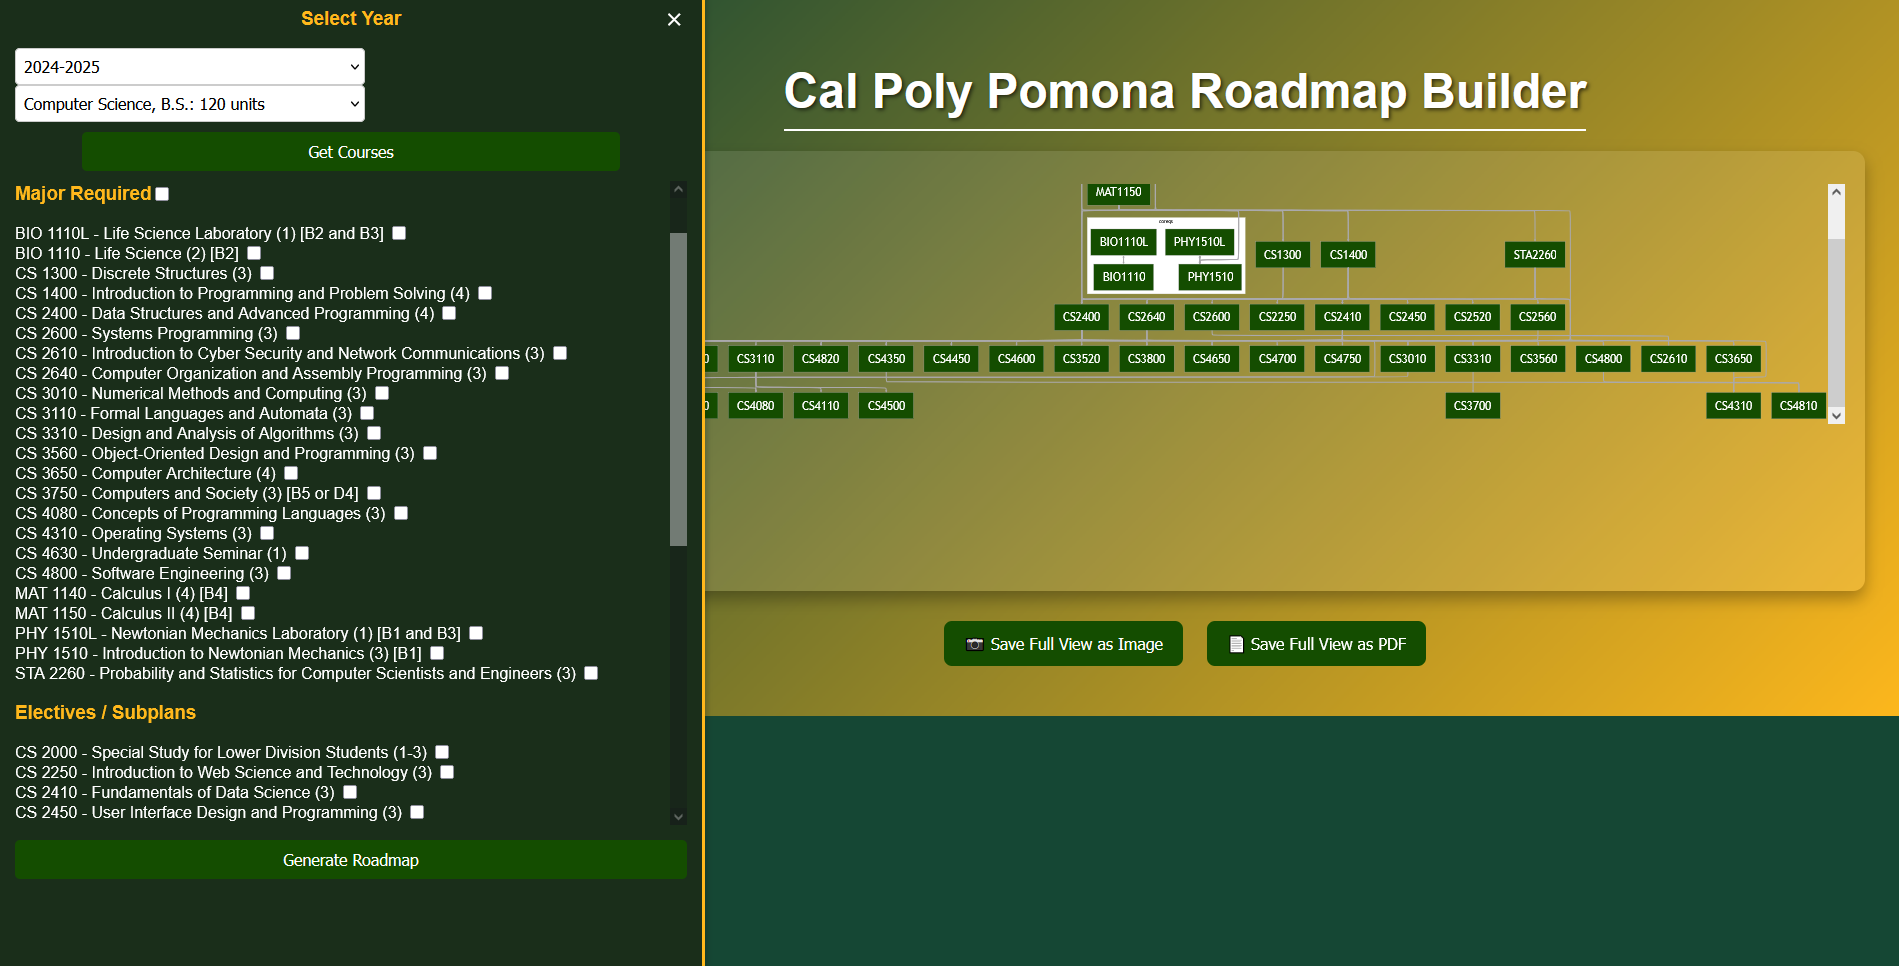 Select Year
2024-2025
Computer Science, B.S.: 120 units
Get Courses
Major Required
BIO 1110L - Life Science Laboratory (1) [B2 and B3]
BIO 1110 - Life Science (2) [B2]
CS 1300 - Discrete Structures (3)
CS 1400 - Introduction to Programming and Problem Solving (4)
CS 2400 - Data Structures and Advanced Programming (4)
CS 2600 - Systems Programming (3)
CS 2610 - Introduction to Cyber Security and Network Communications (3)
CS 2640 - Computer Organization and Assembly Programming (3)
CS 3010 - Numerical Methods and Computing (3)
CS 3110 - Formal Languages and Automata (3)
CS 3310 - Design and Analysis of Algorithms (3)
CS 3560 - Object-Oriented Design and Programming (3)
CS 3650 - Computer Architecture (4)
CS 3750 - Computers and Society (3) [B5 or D4]
CS 4080 - Concepts of Programming Languages (3)
CS 4310 - Operating Systems (3)
CS 4630 - Undergraduate Seminar (1)
CS 4800 - Software Engineering (3)
MAT 1140 - Calculus I (4) [B4]
MAT 1150 - Calculus II (4) [B4]
PHY 1510L - Newtonian Mechanics Laboratory (1) [B1 and B3]
PHY 1510 - Introduction to Newtonian Mechanics (3) [B1]
STA 2260 - Probability and Statistics for Computer Scientists and Engineers (3)
Electives / Subplans
CS 2000 - Special Study for Lower Division Students (1-3)
CS 2250 - Introduction to Web Science and Technology (3)
CS 2410 - Fundamentals of Data Science (3)
CS 2450 - User Interface Design and Programming (3)
Generate Roadmap
Cal Poly Pomona Roadmap Builder
MAT1150
coreqs
BIO1110L PHY1510L
CS1300 CS1400 STA2260
BIO1110 PHY1510
CS2400 CS2640 CS2600 CS2250 CS2410 CS2450 CS2520 CS2560
0 CS3110 CS4820 CS4350 CS4450 CS4600 CS3520 CS3800 CS4650 CS4700 CS4750 CS3010 CS3310 CS3560 CS4800 CS2610 CS3650
0 CS4080 CS4110 CS4500 CS3700 CS4310 CS4810
Save Full View as Image
Save Full View as PDF